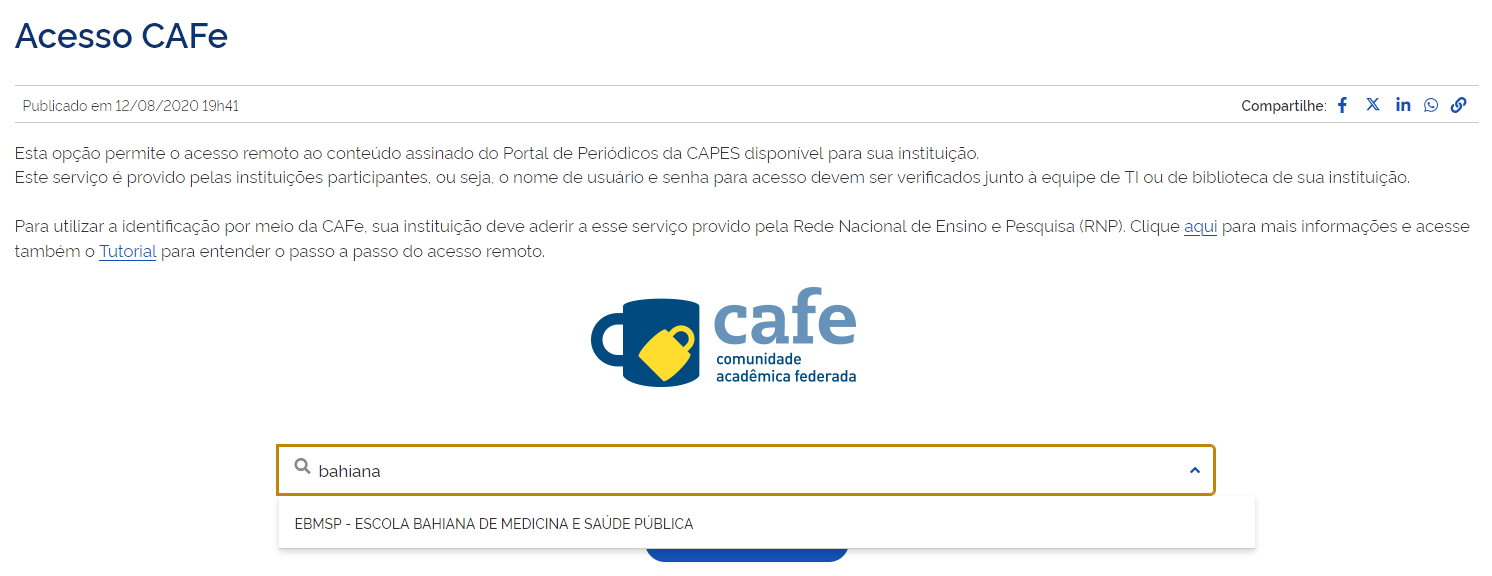 Acesso CAFe
Publicado em 12/08/2020 19h41
Compartilhe:
Esta opção permite o acesso remoto ao conteúdo assinado do Portal de Periódicos da CAPES disponível para sua instituição.
Este serviço é provido pelas instituições participantes, ou seja, o nome de usuário e senha para acesso devem ser verificados junto à equipe de TI ou de biblioteca de sua instituição.
Para utilizar a identificação por meio da CAFe, sua instituição deve aderir a esse serviço provido pela Rede Nacional de Ensino e Pesquisa (RNP). Clique aqui para mais informações e acesse
também o Tutorial para entender o passo a passo do acesso remoto.
cafe
comunidade
acadêmica federada
bahiana
EBMSP - ESCOLA BAHIANA DE MEDICINA E SAÚDE PÚBLICA